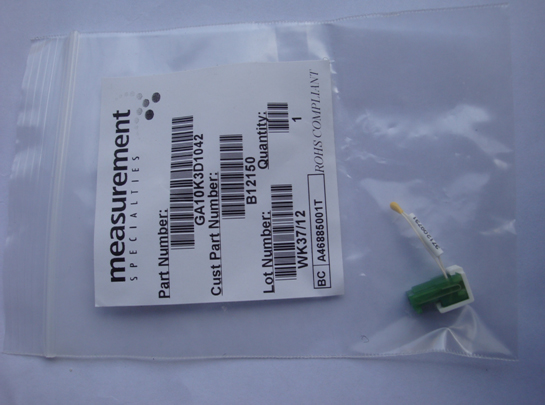 measurement
SPECIALTIES
Part Number:
GA10K3D1042
Cust Part Number:
B12150
Quantity:
1
Lot Number:
WK37/12
ROHS COMPLIANT
BC A46885001T